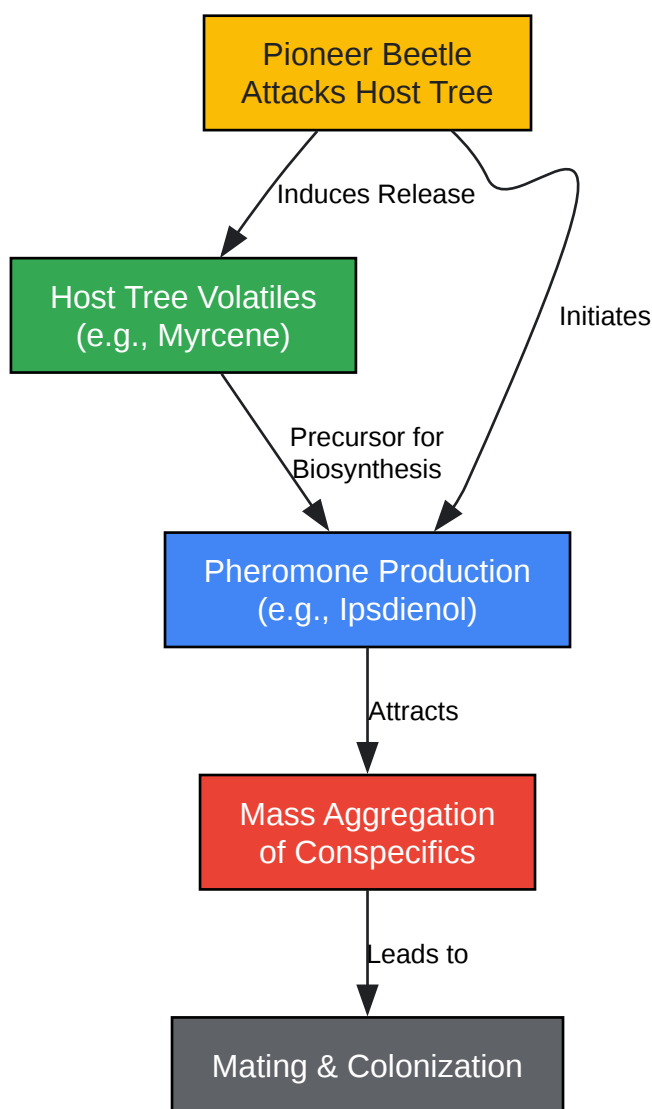 Pioneer Beetle
Attacks Host Tree
Induces Release
Host Tree Volatiles
(e.g., Myrcene)
Initiates
Precursor for
Biosynthesis
Pheromone Production
(e.g., Ipsdienol)
Attracts
Mass Aggregation
of Conspecifics
Leads to
Mating & Colonization